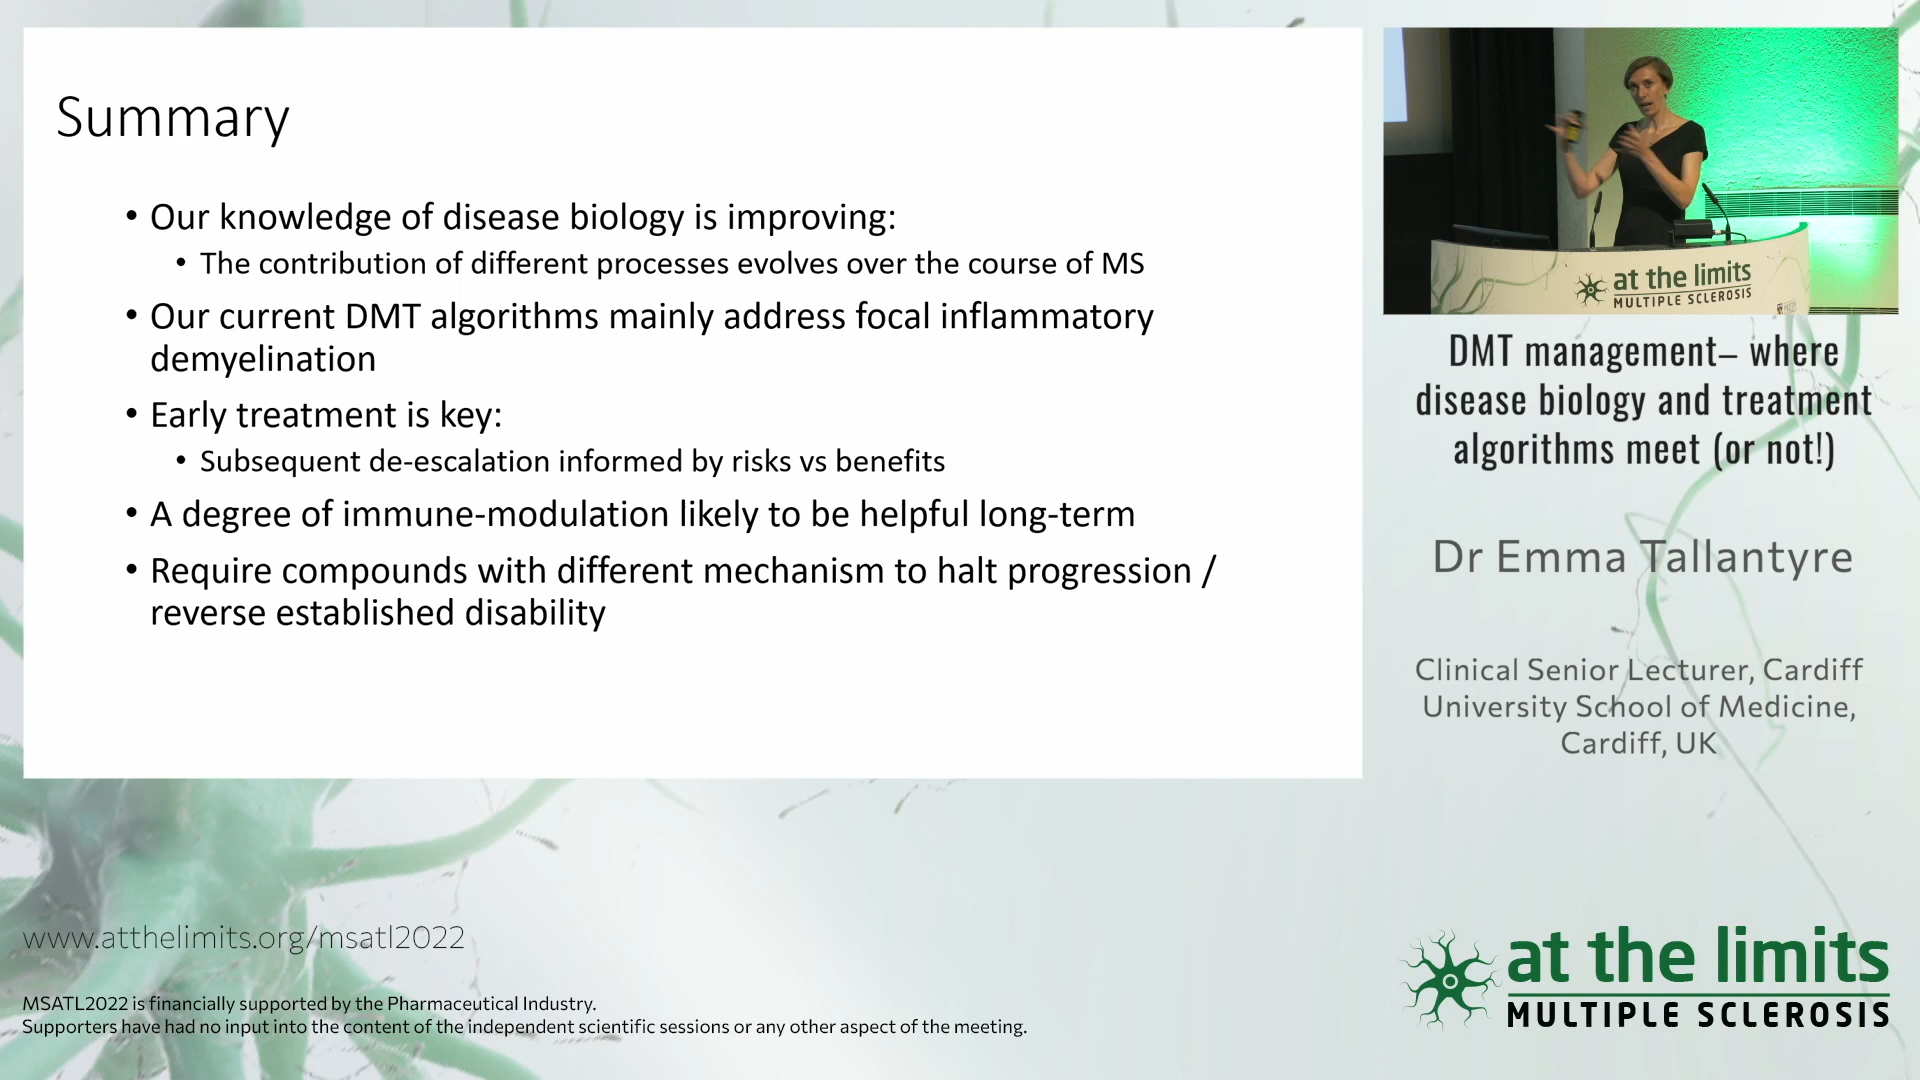 Summary
• Our knowledge of disease biology is improving:
• The contribution of different processes evolves over the course of MS
• Our current DMT algorithms mainly address focal inflammatory
demyelination
• Early treatment is key:
• Subsequent de-escalation informed by risks vs benefits
• A degree of immune-modulation likely to be helpful long-term
• Require compounds with different mechanism to halt progression /
reverse established disability
at the limits
MULTIPLE SCLEROSIS
DMT management– where
disease biology and treatment
algorithms meet (or not!)
Dr Emma Tallantyre
Clinical Senior Lecturer, Cardiff
University School of Medicine,
Cardiff, UK
www.atthelimits.org/msatl2022
MSATL2022 is financially supported by the Pharmaceutical Industry.
Supporters have had no input into the content of the independent scientific sessions or any other aspect of the meeting.
at the limits
MULTIPLE SCLEROSIS